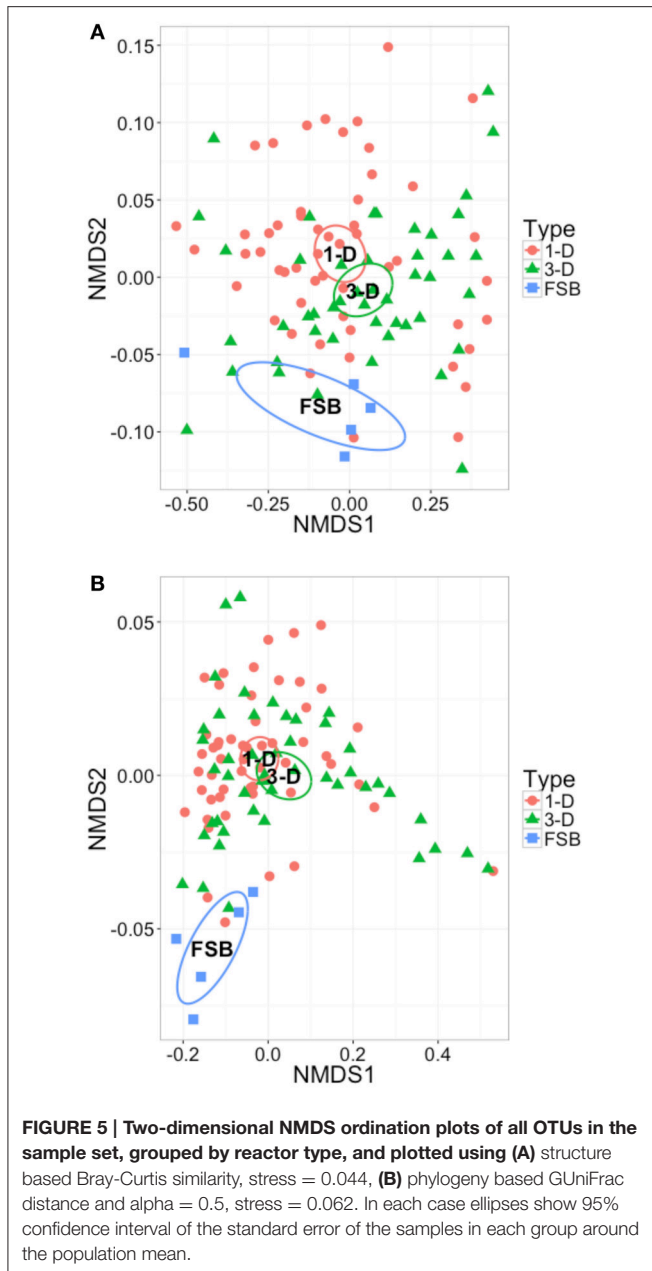 A
0.15
0.10
0.05
0.00
-0.05
-0.10
NMDS2
1-D
3-D
FSB
Type
1-D
3-D
FSB
-0.50
-0.25
0.00
0.25
NMDS1
B
0.05
0.00
-0.05
NMDS2
1-D
3-D
FSB
Type
1-D
3-D
FSB
-0.2
0.0
0.2
0.4
NMDS1
FIGURE 5 | Two-dimensional NMDS ordination plots of all OTUs in the
sample set, grouped by reactor type, and plotted using (A) structure
based Bray-Curtis similarity, stress = 0.044, (B) phylogeny based GUniFrac
distance and alpha = 0.5, stress = 0.062. In each case ellipses show 95%
confidence interval of the standard error of the samples in each group around
the population mean.